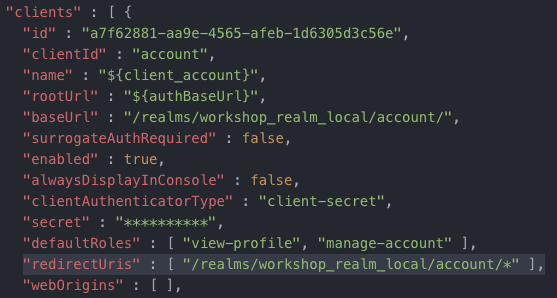 "clients" : [ {
"id" : "a7f62881-aa9e-4565-afeb-1d6305d3c56e",
"clientId" : "account",
"name" : "${client_account}",
"rootUrl" : "${authBaseUrl}",
"baseUrl" : "/realms/workshop_realm_local/account/",
"surrogateAuthRequired" : false,
"enabled" : true,
"alwaysDisplayInConsole" : false,
"clientAuthenticatorType" : "client-secret",
"secret" : "**********",
"defaultRoles" : [ "view-profile", "manage-account" ],
"redirectUris" : [ "/realms/workshop_realm_local/account/*" ],
"webOrigins" : [ ],